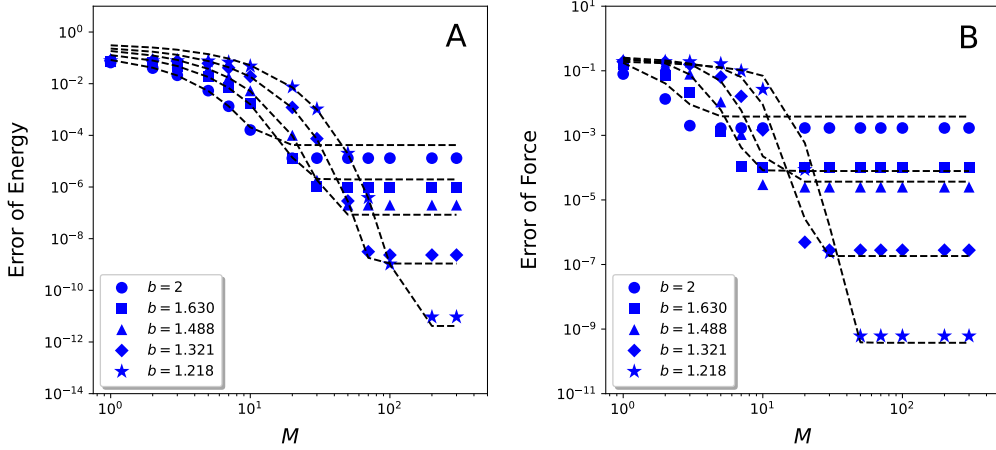 A
Error of Energy
10^0
10^{-2}
10^{-4}
10^{-6}
10^{-8}
10^{-10}
10^{-12}
10^{-14}
b = 2
b = 1.630
b = 1.488
b = 1.321
b = 1.218
10^0
10^1
10^2
M
B
Error of Force
10^1
10^{-1}
10^{-3}
10^{-5}
10^{-7}
10^{-9}
10^{-11}
b = 2
b = 1.630
b = 1.488
b = 1.321
b = 1.218
10^0
10^1
10^2
M